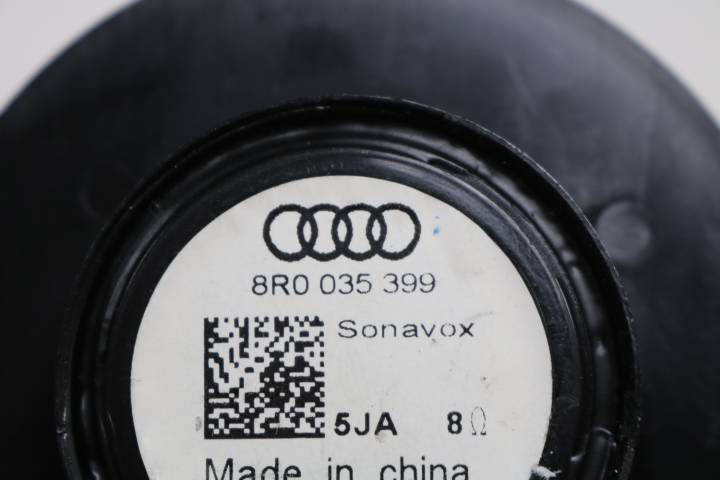 8R0 035 399
Sonavox
5JA 8Ω
Made in china